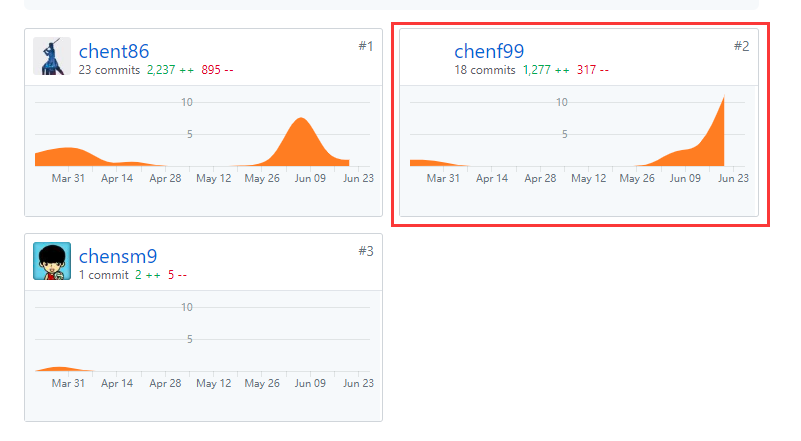 chent86
#1
23 commits 2,237 ++ 895 --
10
5
Mar 31 Apr 14 Apr 28 May 12 May 26 Jun 09 Jun 23
chenf99
#2
18 commits 1,277 ++ 317 --
10
5
Mar 31 Apr 14 Apr 28 May 12 May 26 Jun 09 Jun 23
chensm9
#3
1 commit 2 ++ 5 --
10
5
Mar 31 Apr 14 Apr 28 May 12 May 26 Jun 09 Jun 23